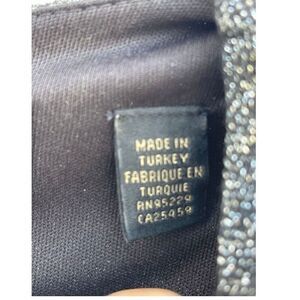 MADE IN
TURKEY
FABRIQUE EN
TURQUIE
RN95229
CA25459